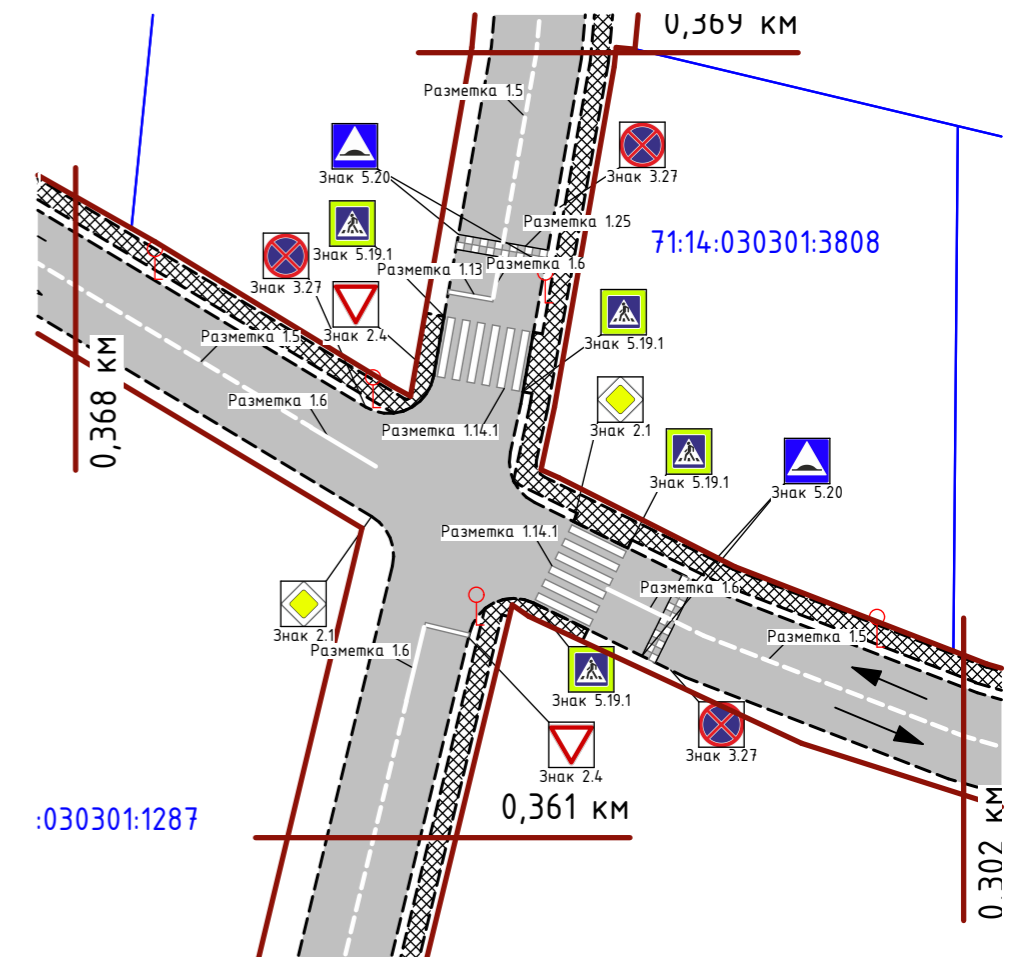 0,369 км
Разметка 1.5
Знак 5.20
Знак 3.27
Разметка 1.25
71:14:030301:3808
Знак 5.19.1
Разметка 1.6
Разметка 1.13
Знак 3.27
Знак 2.4
Разметка 1.5
Знак 5.19.1
0,368 км
Разметка 1.6
Разметка 1.14.1
Знак 2.1
Знак 5.19.1
Знак 5.20
Разметка 1.14.1
Разметка 1.6
Знак 2.1
Разметка 1.6
Разметка 1.5
Знак 5.19.1
Знак 3.27
Знак 2.4
0,361 км
:030301:1287
0.302 км